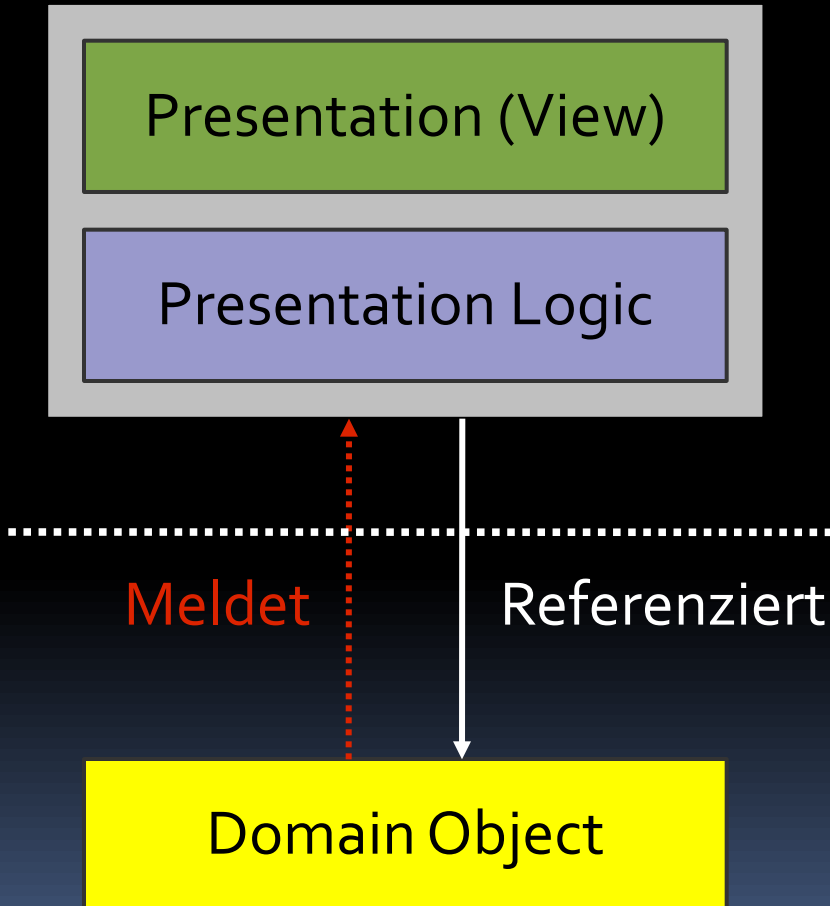 Presentation (View)
Presentation Logic
Meldet
Referenziert
Domain Object